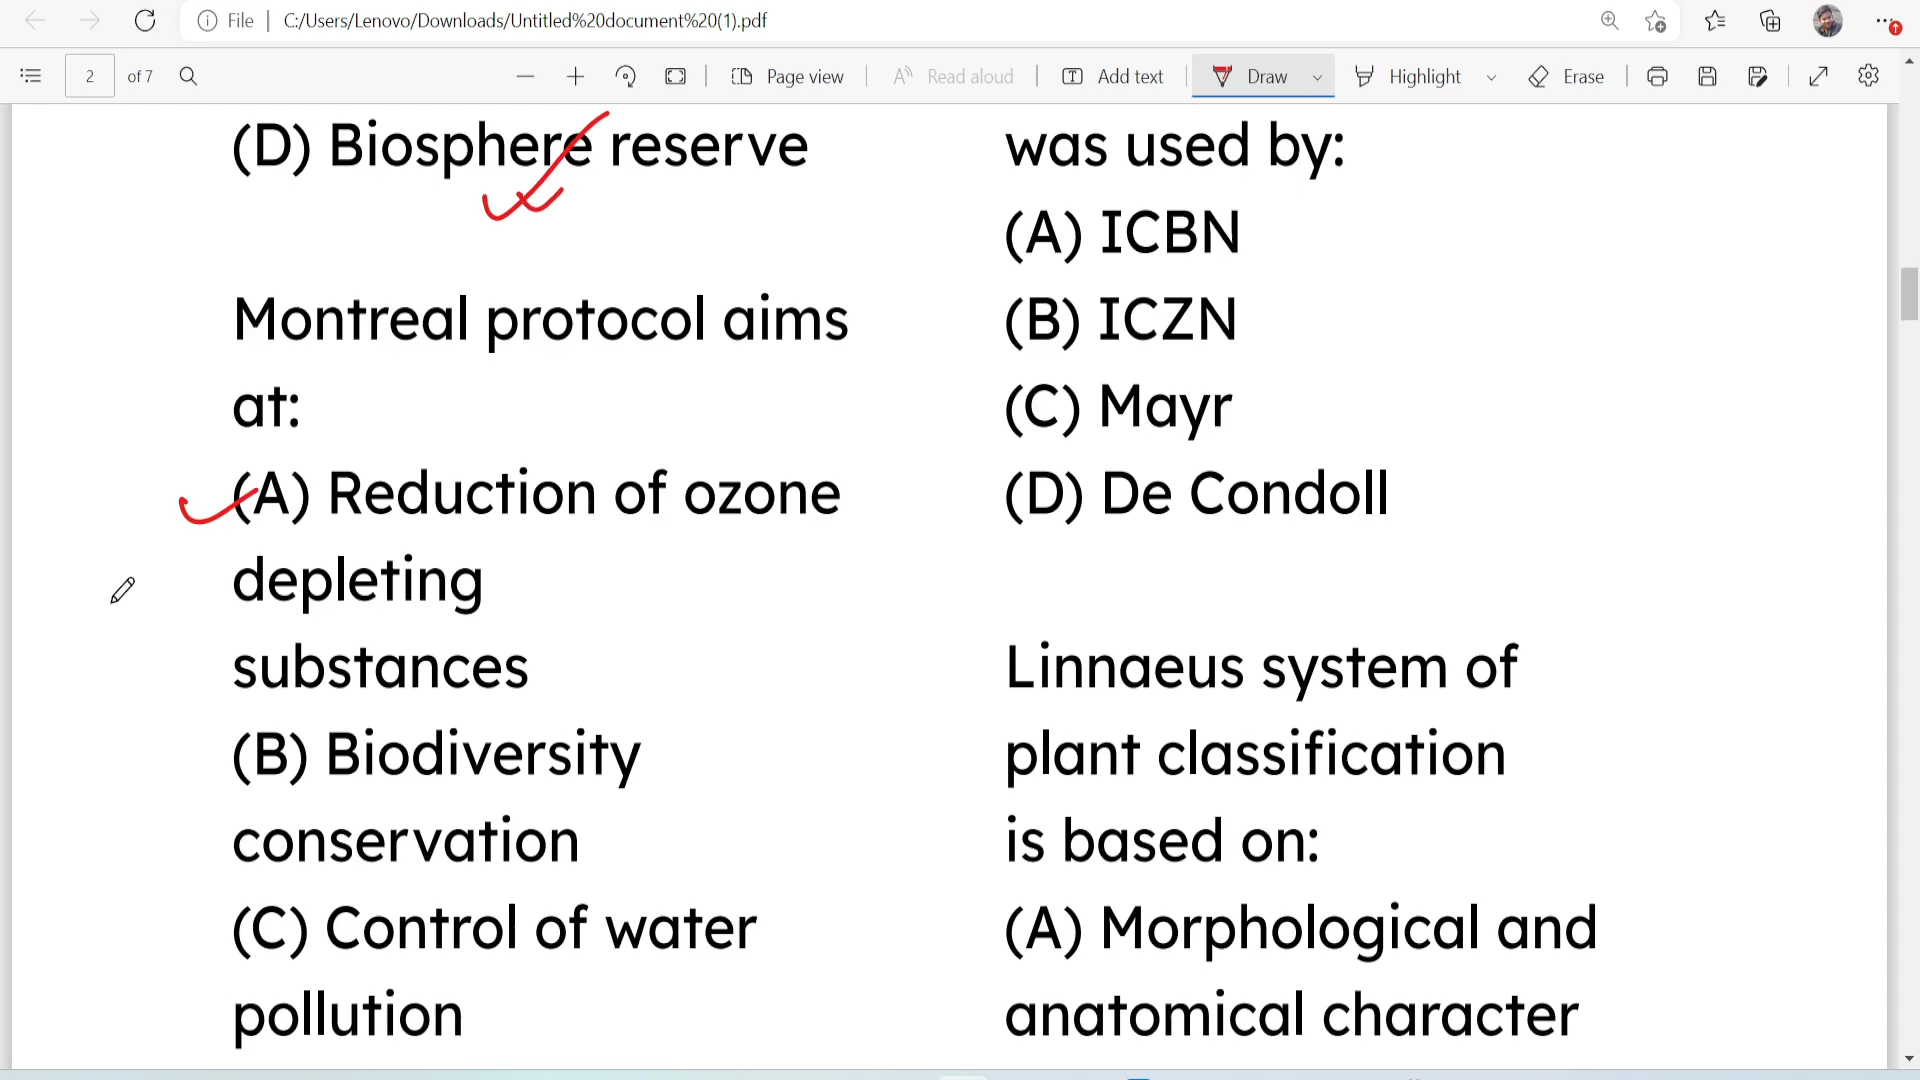 File
C:/Users/Lenovo/Downloads/Untitled%20document%20(1).pdf
2 of 7
Page view
Read aloud
Add text
Draw
Highlight
Erase
(D) Biosphere reserve
Montreal protocol aims
at:
(A) Reduction of ozone
depleting
substances
(B) Biodiversity
conservation
(C) Control of water
pollution
was used by:
(A) ICBN
(B) ICZN
(C) Mayr
(D) De Condoll
Linnaeus system of
plant classification
is based on:
(A) Morphological and
anatomical character